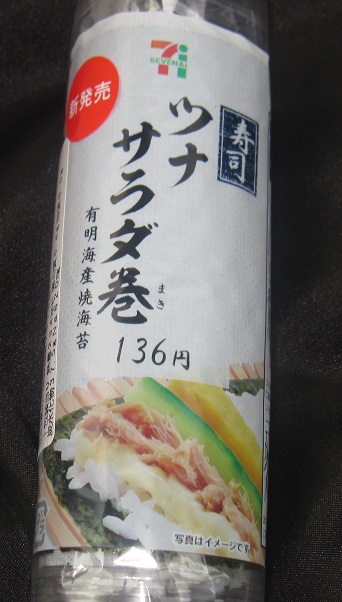 SEVEN&i
新発売
寿司
ツナ
サラダ巻
まき
有明海産焼海苔
136円
写真はイメージです